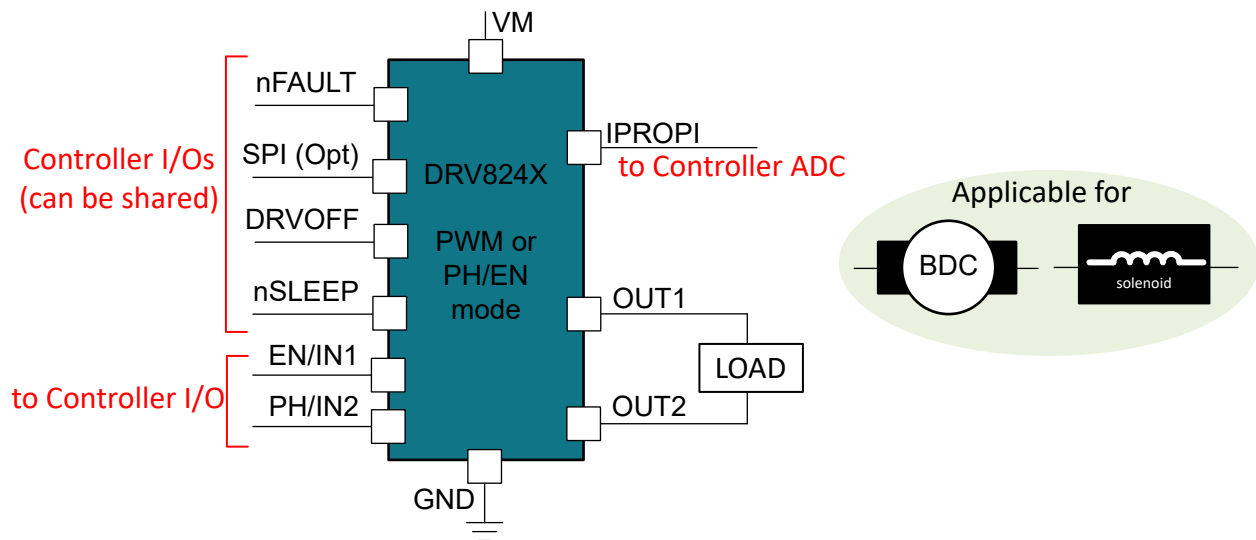 VM
nFAULT
SPI (Opt)
DRVOFF
nSLEEP
Controller I/Os
(can be shared)
EN/IN1
PH/IN2
to Controller I/O
DRV824X
PWM or
PH/EN
mode
IPROPI
to Controller ADC
OUT1
LOAD
OUT2
GND
Applicable for
BDC
solenoid